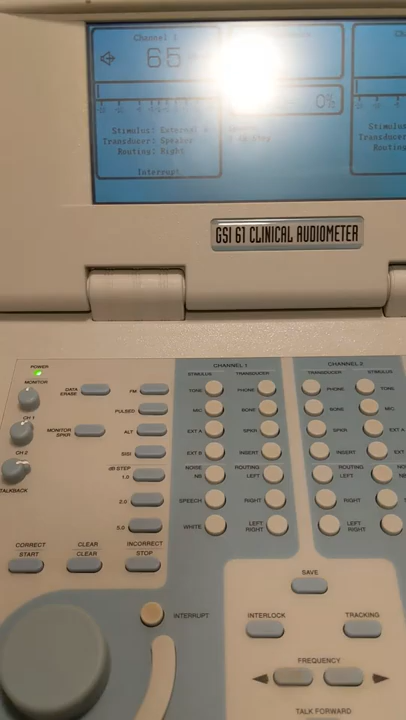 Channel 1
65
0%
Stimulus: External A
Transducer: Speaker
Routing: Right
Interrupt
Stimulus:
Transducer:
Routing:
GSI 61 CLINICAL AUDIOMETER
POWER
MONITOR
CH 1
CH 2
TALKBACK
DATA ERASE
MONITOR SPKR
FM
PULSED
ALT
SISI
dB STEP
1.0
2.0
5.0
CHANNEL 1
STIMULUS TRANSDUCER
TONE PHONE
MIC BONE
EXT A SPKR
EXT B INSERT
NOISE ROUTING
NB LEFT
SPEECH RIGHT
WHITE LEFT RIGHT
CHANNEL 2
TRANSDUCER STIMULUS
PHONE TONE
BONE MIC
SPKR EXT A
INSERT EXT
ROUTING NOISE
LEFT
RIGHT
LEFT RIGHT
CORRECT CLEAR INCORRECT
START CLEAR STOP
INTERRUPT
SAVE
INTERLOCK TRACKING
FREQUENCY
TALK FORWARD